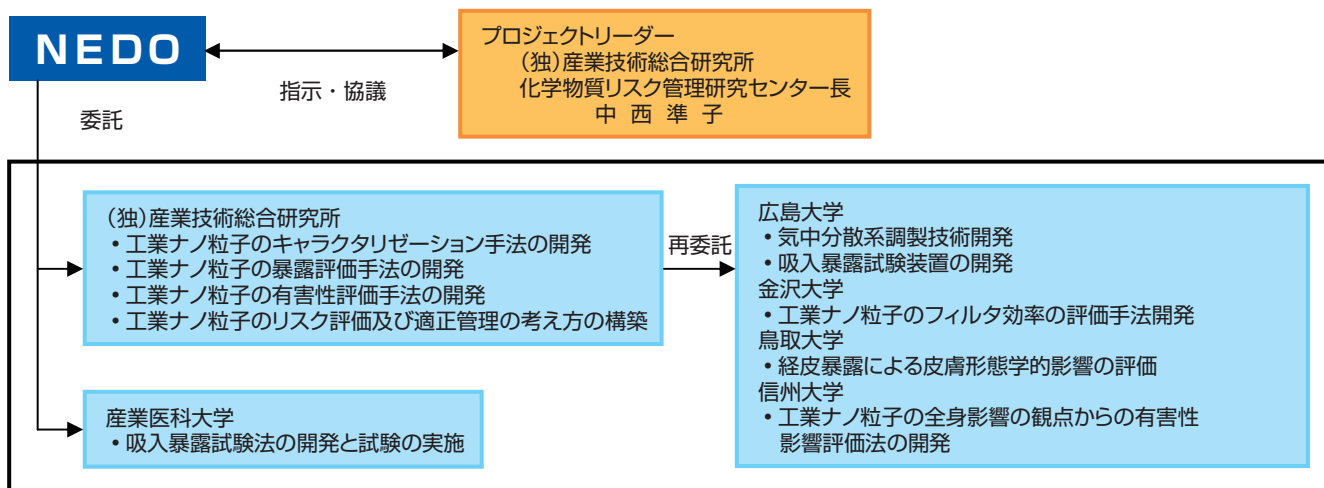 NEDO
指示・協議
プロジェクトリーダー
(独)産業技術総合研究所
化学物質リスク管理研究センター長
中 西 準 子
委託
(独)産業技術総合研究所
・工業ナノ粒子のキャラクタリゼーション手法の開発
・工業ナノ粒子の暴露評価手法の開発
・工業ナノ粒子の有害性評価手法の開発
・工業ナノ粒子のリスク評価及び適正管理の考え方の構築
再委託
広島大学
・気中分散系調製技術開発
・吸入暴露試験装置の開発
金沢大学
・工業ナノ粒子のフィルタ効率の評価手法開発
鳥取大学
・経皮暴露による皮膚形態学的影響の評価
信州大学
・工業ナノ粒子の全身影響の観点からの有害性
影響評価法の開発
産業医科大学
・吸入暴露試験法の開発と試験の実施